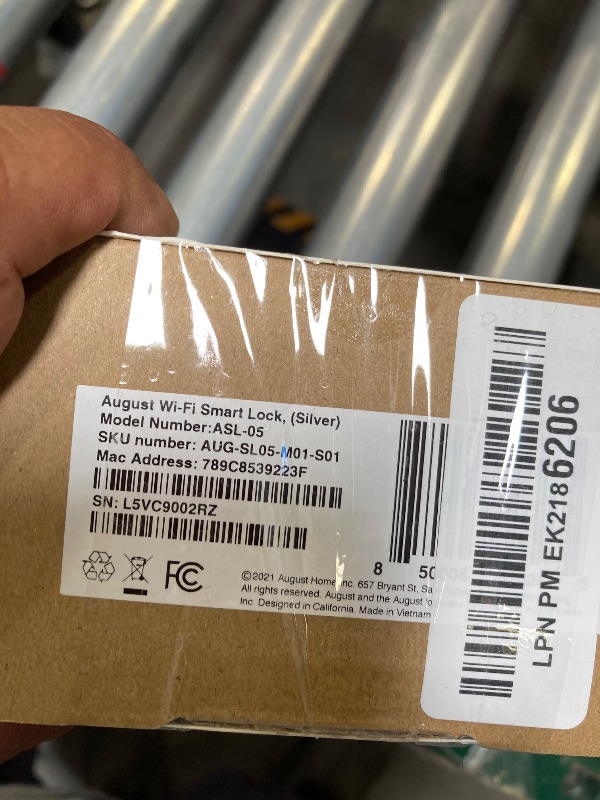 August Wi-Fi Smart Lock, (Silver)
Model Number:ASL-05
SKU number: AUG-SL05-M01-S01
Mac Address: 789C8539223F
SN: L5VC9002RZ
FC
8 50
©2021 August Home Inc. 657 Bryant St, Sa
All rights reserved. August and the August lo
Inc. Designed in California. Made in Vietnam
LPN PM EK2186206